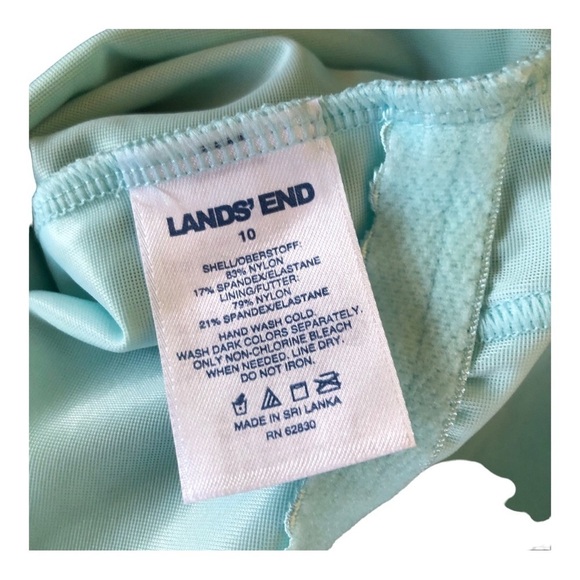 LANDS' END
10
SHELL/OBERSTOFF:
83% NYLON
17% SPANDEX/ELASTANE
LINING/FUTTER:
79% NYLON
21% SPANDEX/ELASTANE
HAND WASH COLD.
WASH DARK COLORS SEPARATELY.
ONLY NON-CHLORINE BLEACH
WHEN NEEDED. LINE DRY.
DO NOT IRON.
MADE IN SRI LANKA
RN 62830